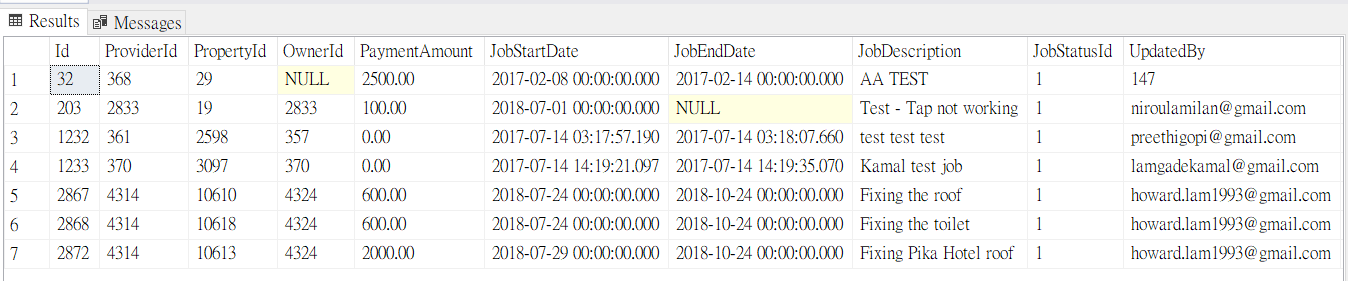 Results Messages
Id ProviderId PropertyId OwnerId PaymentAmount JobStartDate JobEndDate JobDescription JobStatusId UpdatedBy
1 32 368 29 NULL 2500.00 2017-02-08 00:00:00.000 2017-02-14 00:00:00.000 AA TEST 1 147
2 203 2833 19 2833 100.00 2018-07-01 00:00:00.000 NULL Test - Tap not working 1 niroulamilan@gmail.com
3 1232 361 2598 357 0.00 2017-07-14 03:17:57.190 2017-07-14 03:18:07.660 test test test 1 preethigopi@gmail.com
4 1233 370 3097 370 0.00 2017-07-14 14:19:21.097 2017-07-14 14:19:35.070 Kamal test job 1 lamgadekamal@gmail.com
5 2867 4314 10610 4324 600.00 2018-07-24 00:00:00.000 2018-10-24 00:00:00.000 Fixing the roof 1 howard.lam1993@gmail.com
6 2868 4314 10618 4324 600.00 2018-07-24 00:00:00.000 2018-10-24 00:00:00.000 Fixing the toilet 1 howard.lam1993@gmail.com
7 2872 4314 10613 4324 2000.00 2018-07-29 00:00:00.000 2018-10-24 00:00:00.000 Fixing Pika Hotel roof 1 howard.lam1993@gmail.com